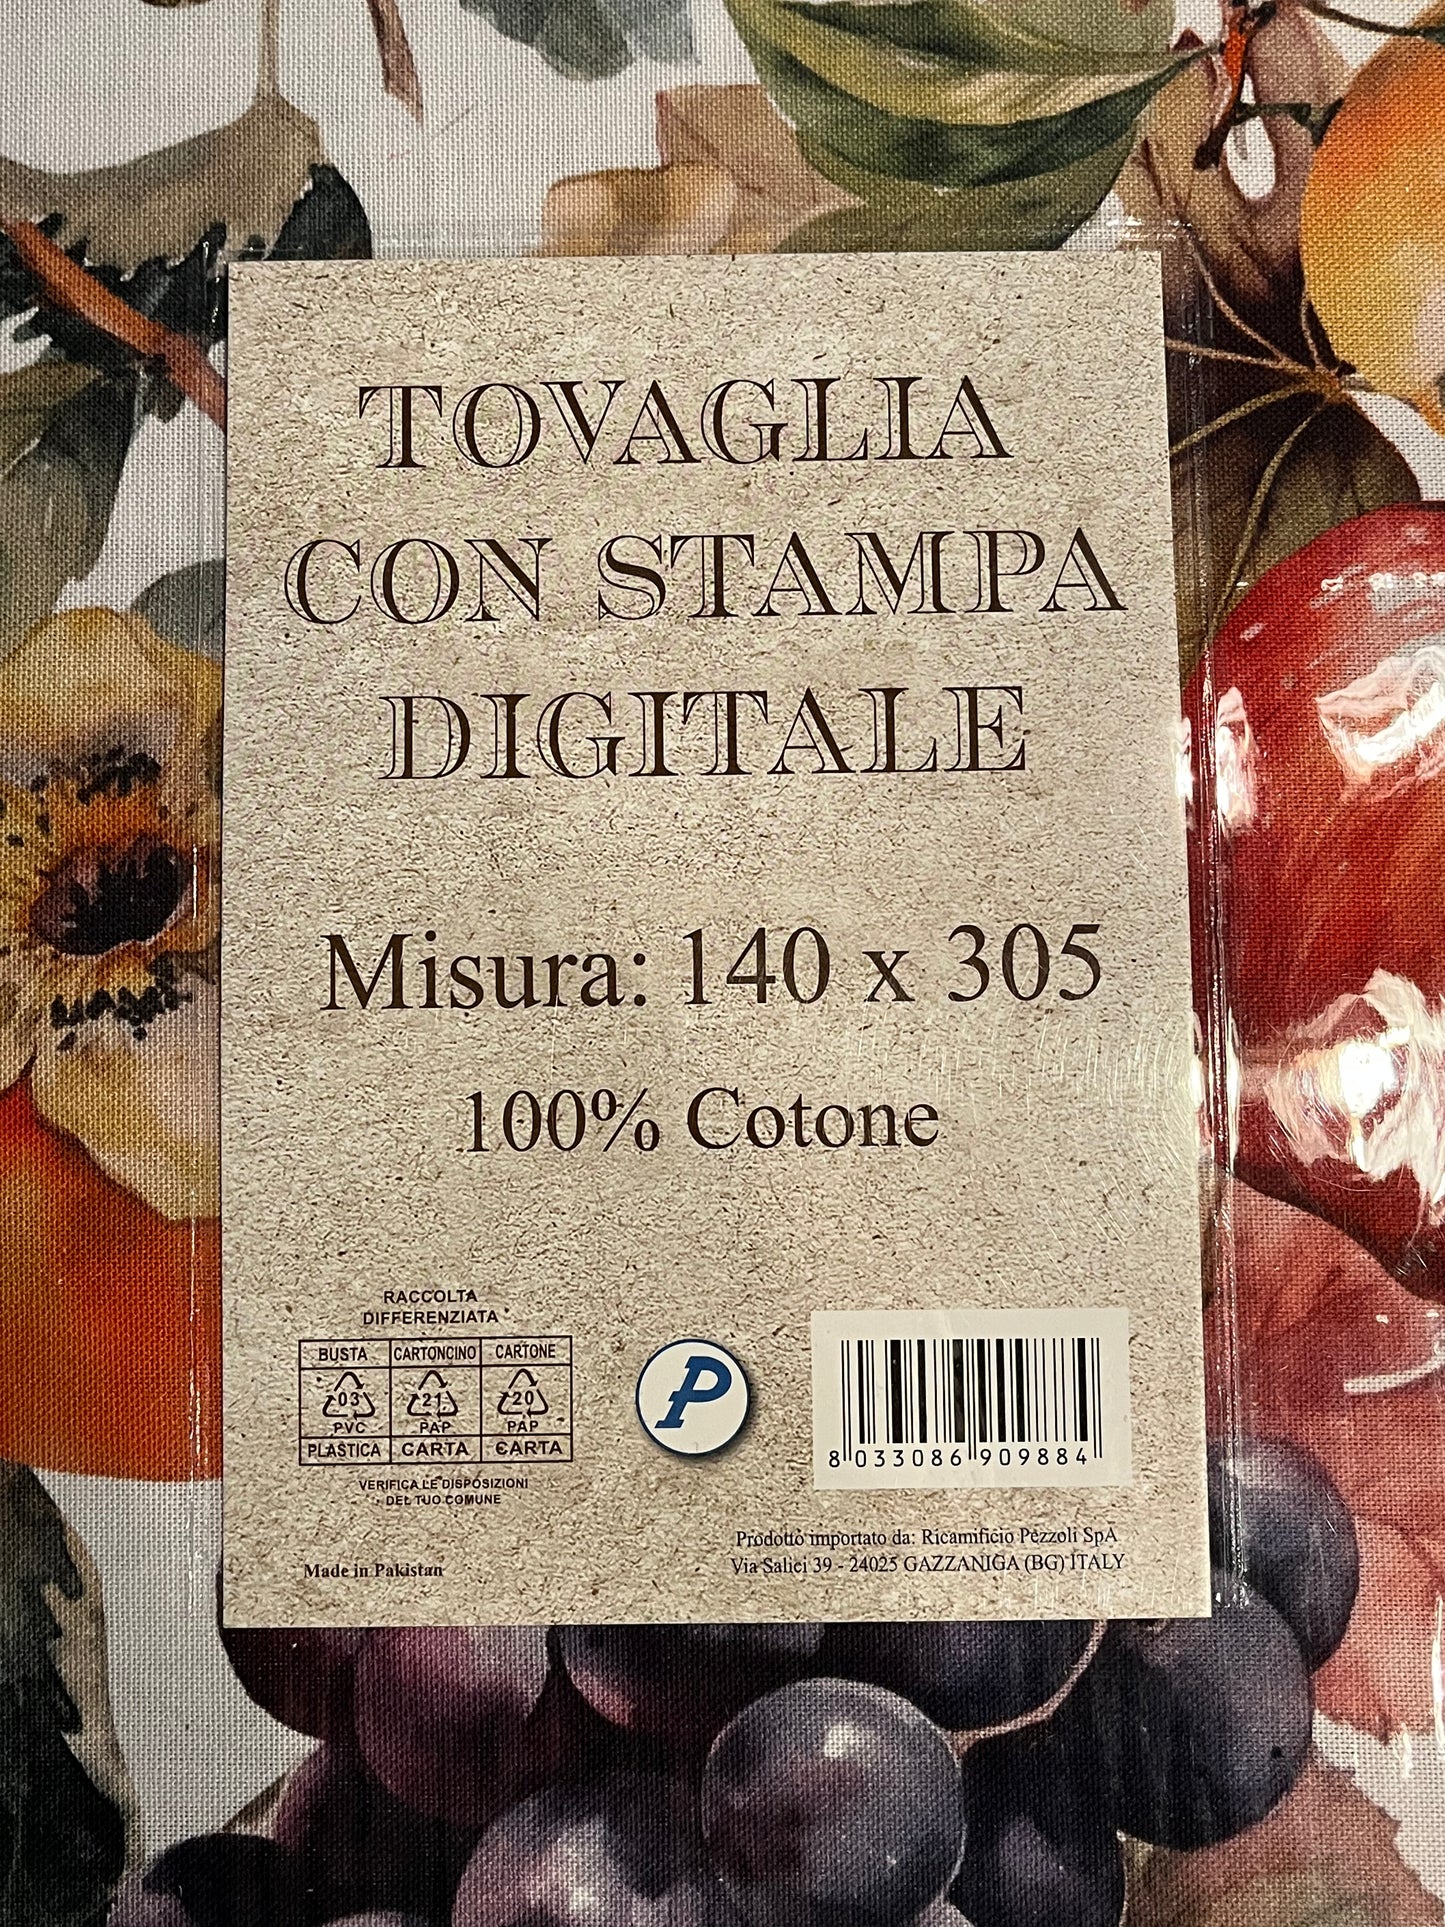 TOVAGLIA
CON STAMPA
DIGITALE
Misura: 140 x 305
100% Cotone
RACCOLTA
DIFFERENZIATA
BUSTA CARTONCINO CARTONE
03 21 20
PVC PAP PAP
PLASTICA CARTA CARTA
VERIFICA LE DISPOSIZIONI
DEL TUO COMUNE
Made in Pakistan
P
8 033086 909884
Prodotto importato da: Ricamificio Pezzoli SpA
Via Salici 39 - 24025 GAZZANIGA (BG) ITALY